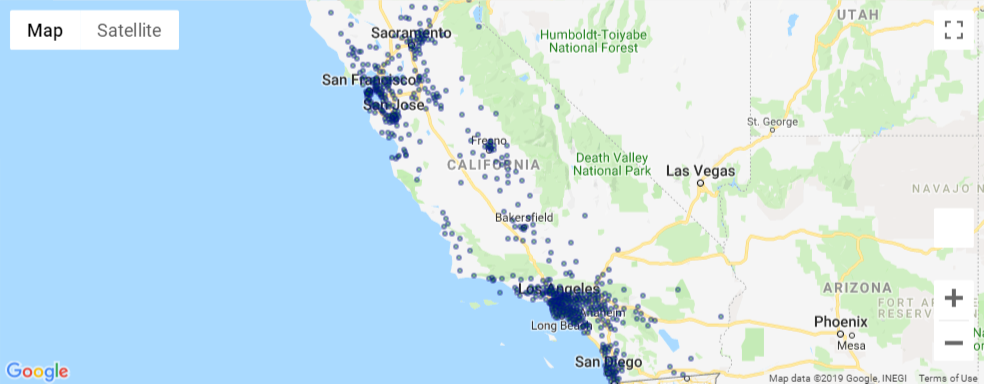 Map Satellite
UTAH
Sacramento
Humboldt-Toiyabe
National Forest
San Francisco
San Jose
St. George
Fresno
CALIFORNIA
Death Valley
National Park
Las Vegas
NAVAJO N
Bakersfield
Los Angeles
Anaheim
Long Beach
ARIZONA
FORT AP
RESERV
Phoenix
Mesa
San Diego
Google
Map data ©2019 Google, INEGI Terms of Use